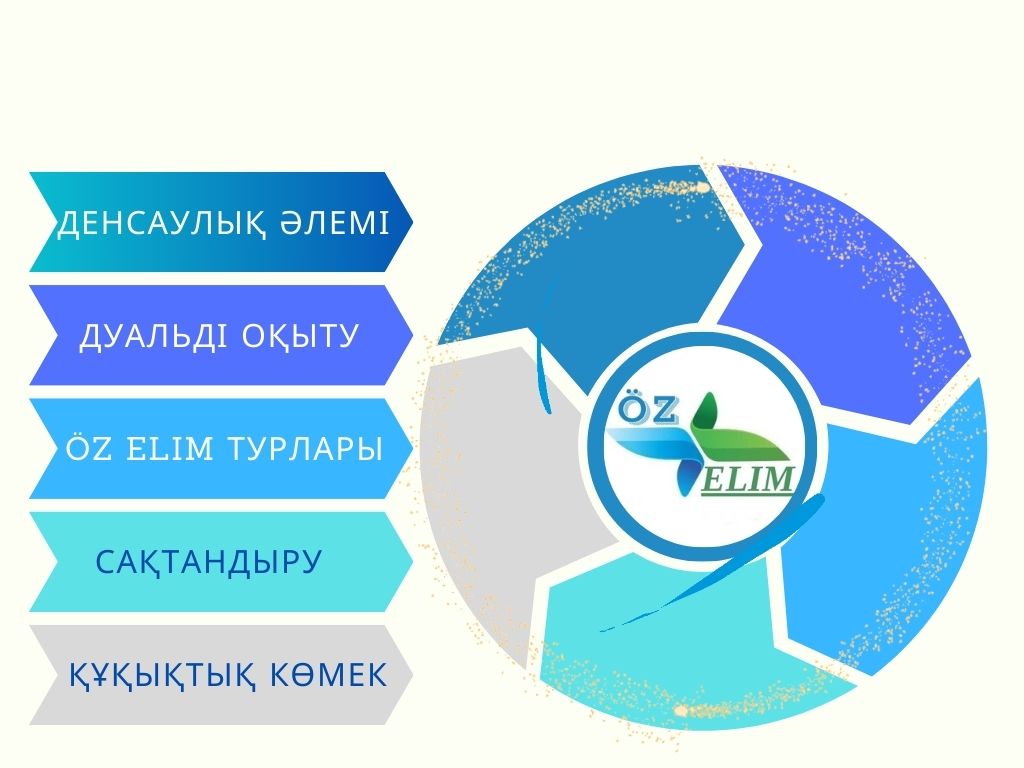 ДЕНСАУЛЫҚ ӘЛЕМІ
ДУАЛЬДІ ОҚЫТУ
ÖZ ELIM ТУРЛАРЫ
САҚТАНДЫРУ
ҚҰҚЫҚТЫҚ КӨМЕК
ÖZ
ELIM